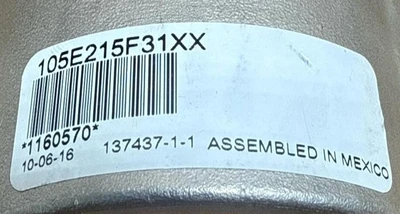 105E215F31XX
*1160570*
10-06-16 137437-1-1 ASSEMBLED IN MEXICO